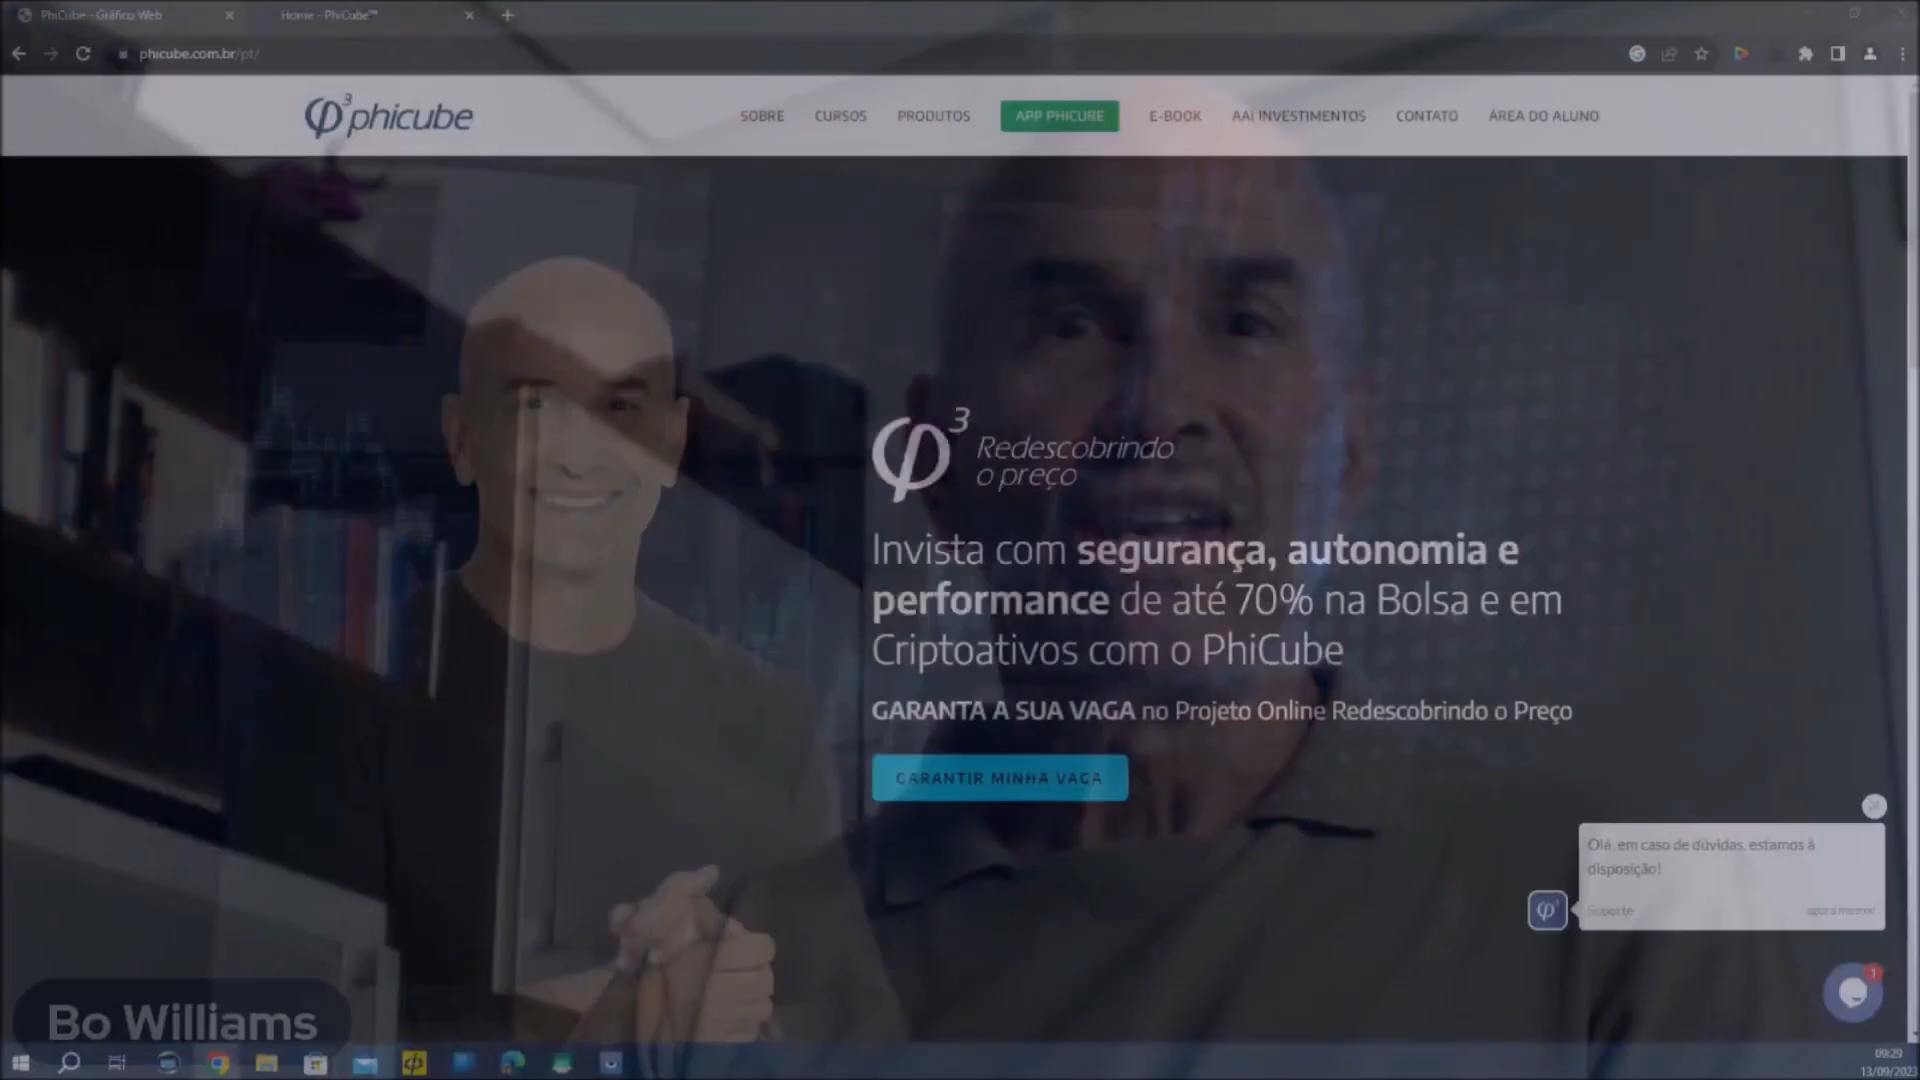 PhiCube - Gráfico Web
Home - PhiCube™
phicube.com.br/pt/
φ³phicube
SOBRE
CURSOS
PRODUTOS
APP PHICUBE
E-BOOK
AAI INVESTIMENTOS
CONTATO
ÁREA DO ALUNO
φ³ Redescobrindo
o preço
Invista com segurança, autonomia e
performance de até 70% na Bolsa e em
Criptoativos com o PhiCube
GARANTA A SUA VAGA no Projeto Online Redescobrindo o Preço
GARANTIR MINHA VAGA
Olá, em caso de dúvidas, estamos à
disposição!
Suporte
agora mesmo
1
Bo Williams
09:29
13/09/2023